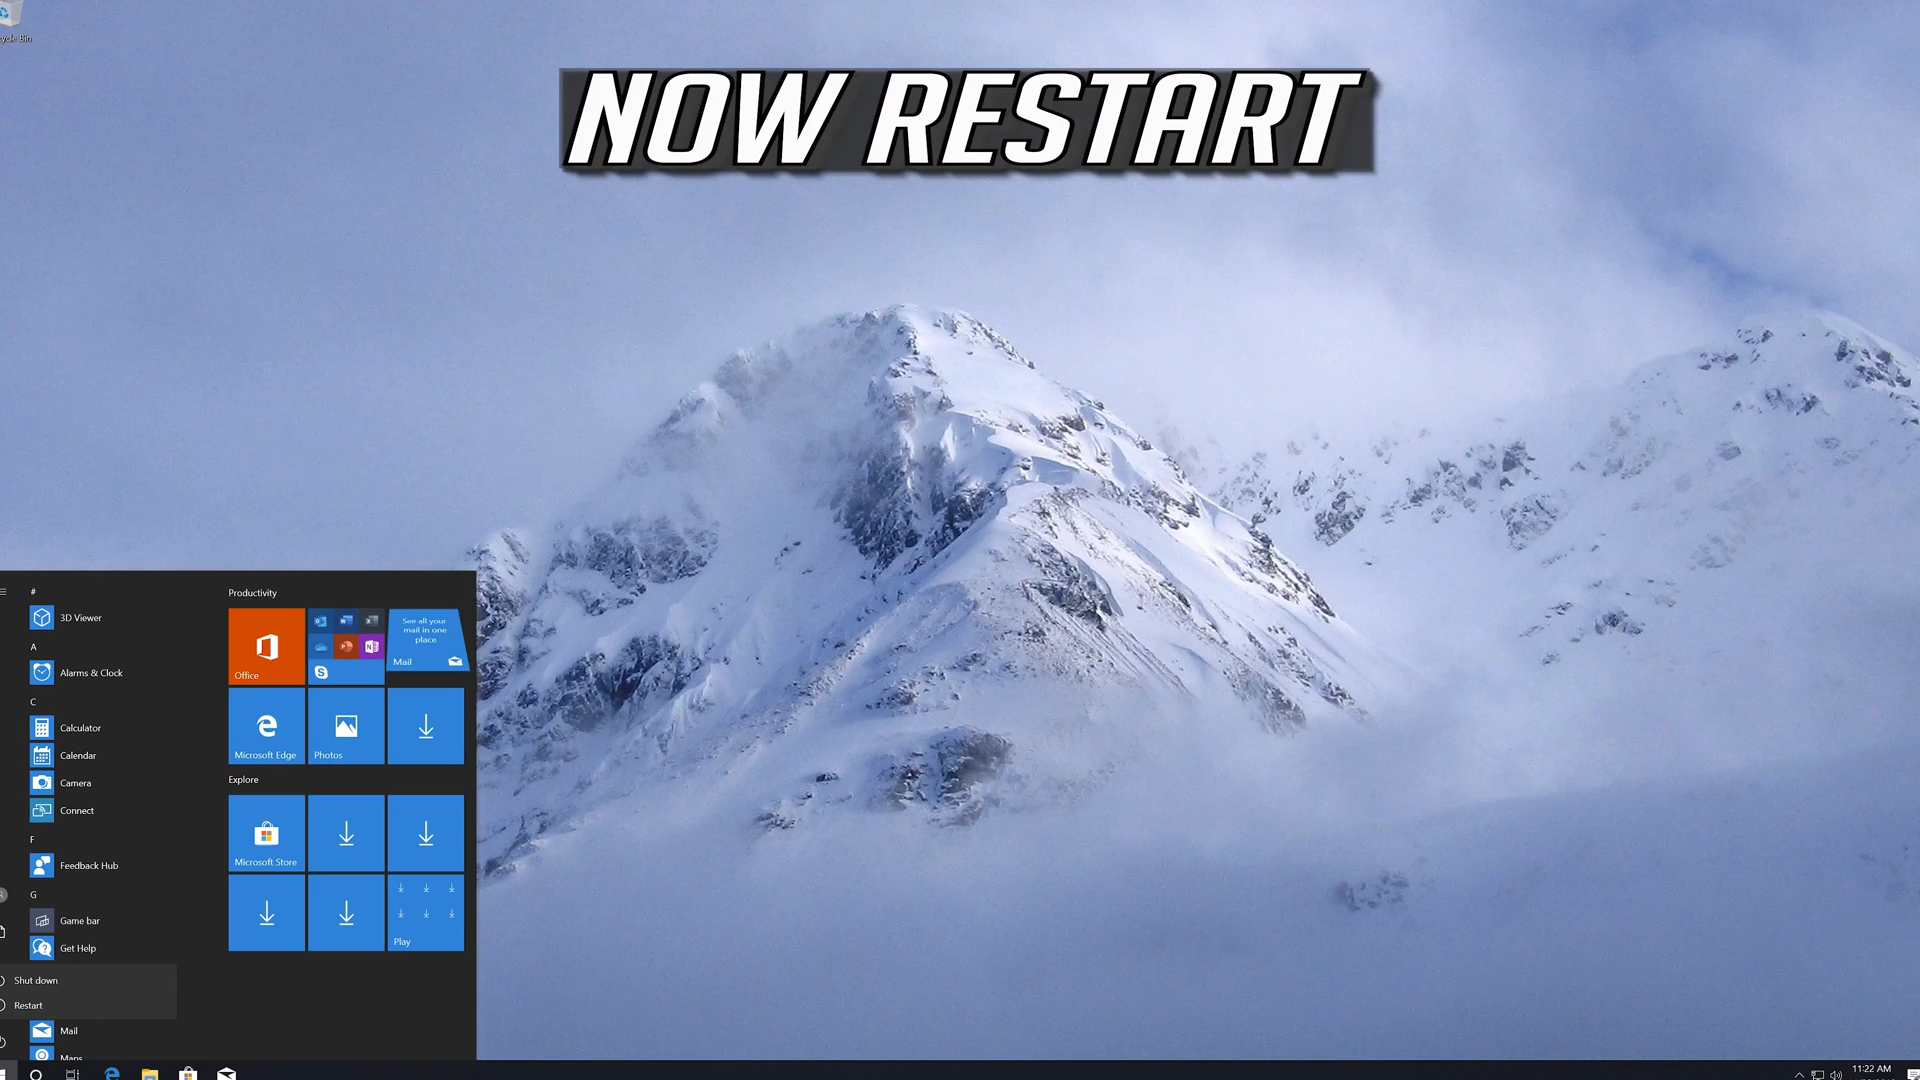 NOW RESTART
#
3D Viewer
A
Alarms & Clock
C
Calculator
Calendar
Camera
Connect
F
Feedback Hub
G
Game bar
Get Help
Shut down
Restart
Mail
Maps
Productivity
Office
See all your
mail in one
place
Mail
Microsoft Edge
Photos
Explore
Microsoft Store
Play
11:22 AM